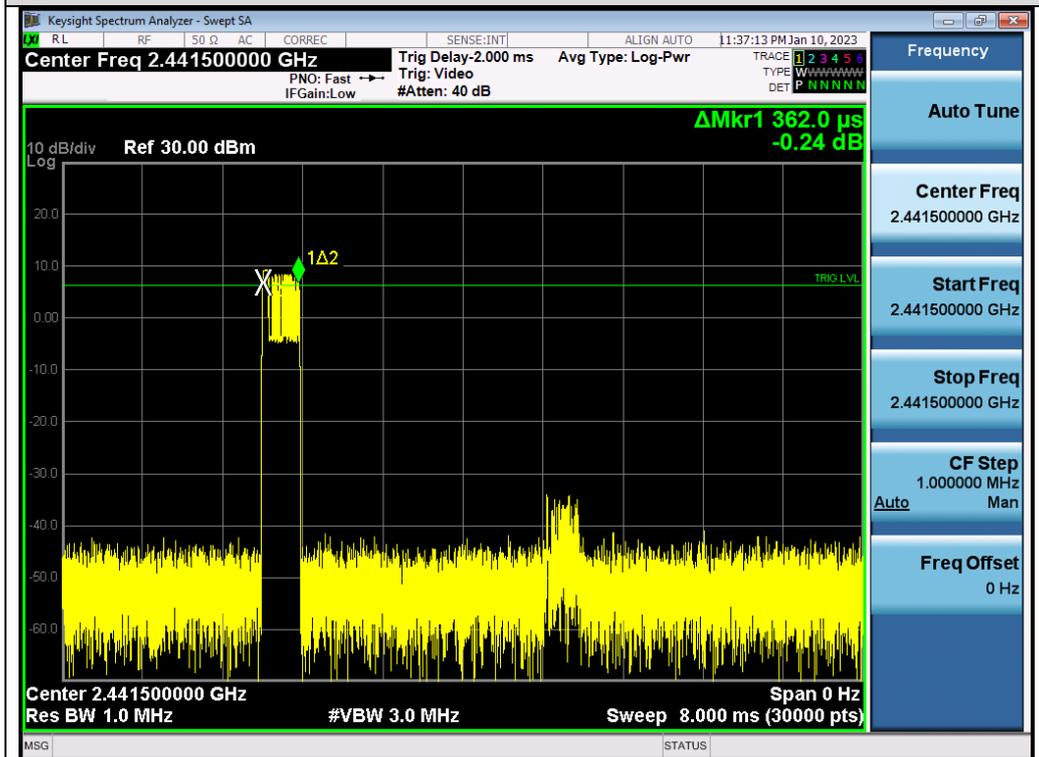 Keysight Spectrum Analyzer - Swept SA
LXI RL RF 50 Ω AC CORREC SENSE:INT ALIGN AUTO 11:37:13 PM Jan 10, 2023
Center Freq 2.441500000 GHz
PNO: Fast
IFGain:Low
Trig Delay-2.000 ms
Trig: Video
#Atten: 40 dB
Avg Type: Log-Pwr
TRACE 1 2 3 4 5 6
TYPE W W W W W W
DET P N N N N N
ΔMkr1 362.0 µs
-0.24 dB
10 dB/div Ref 30.00 dBm
Log
20.0
10.0
0.00
-10.0
-20.0
-30.0
-40.0
-50.0
-60.0
1Δ2
X
TRIG LVL
Center 2.441500000 GHz Span 0 Hz
Res BW 1.0 MHz #VBW 3.0 MHz Sweep 8.000 ms (30000 pts)
MSG STATUS
Frequency
Auto Tune
Center Freq
2.441500000 GHz
Start Freq
2.441500000 GHz
Stop Freq
2.441500000 GHz
CF Step
1.000000 MHz
Auto Man
Freq Offset
0 Hz